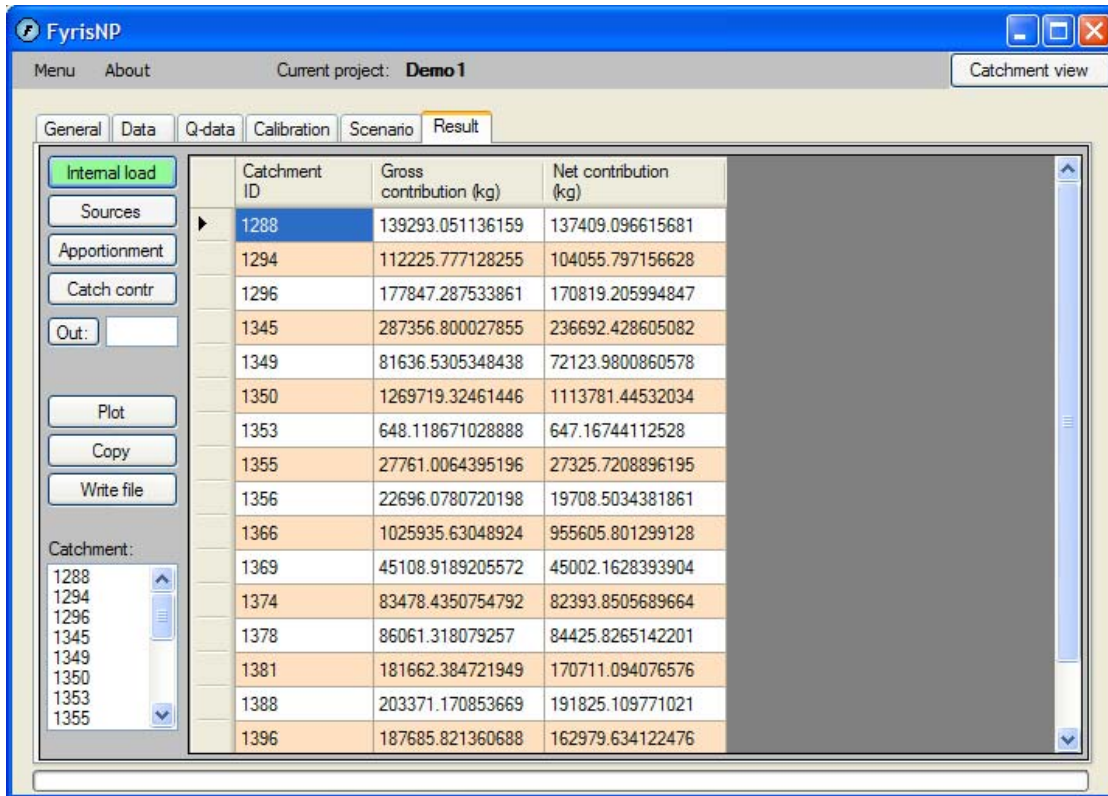 FyrisNP
Menu About Current project: Demo1 Catchment view
General Data Q-data Calibration Scenario Result
Internal load
Sources
Apportionment
Catch contr
Out:
Plot
Copy
Write file
Catchment:
1288
1294
1296
1345
1349
1350
1353
1355
Catchment ID Gross contribution (kg) Net contribution (kg)
1288 139293.051136159 137409.096615681
1294 112225.777128255 104055.797156628
1296 177847.287533861 170819.205994847
1345 287356.800027855 236692.428605082
1349 81636.5305348438 72123.9800860578
1350 1269719.32461446 1113781.44532034
1353 648.118671028888 647.16744112528
1355 27761.0064395196 27325.7208896195
1356 22696.0780720198 19708.5034381861
1366 1025935.63048924 955605.801299128
1369 45108.9189205572 45002.1628393904
1374 83478.4350754792 82393.8505689664
1378 86061.318079257 84425.8265142201
1381 181662.384721949 170711.094076576
1388 203371.170853669 191825.109771021
1396 187685.821360688 162979.634122476